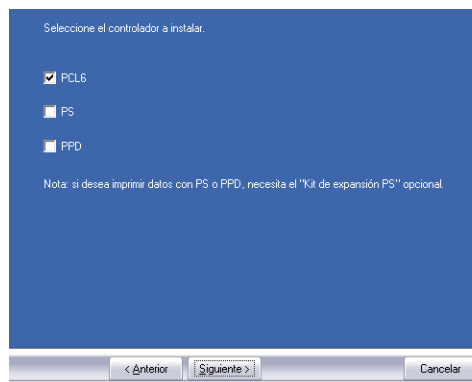 Seleccione el controlador a instalar.
PCL6
PS
PPD
Nota: si desea imprimir datos con PS o PPD, necesita el "Kit de expansión PS" opcional.
< Anterior
Siguiente >
Cancelar